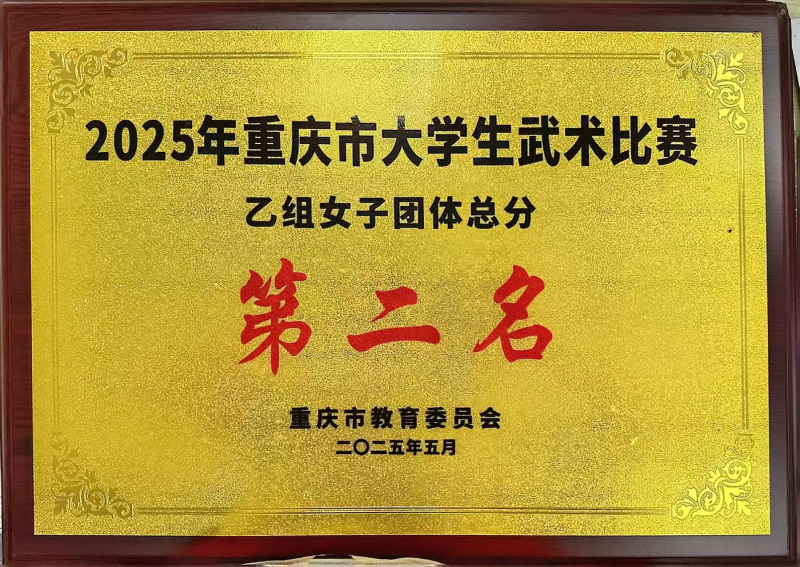 2025年重庆市大学生武术比赛
乙组女子团体总分
第二名
重庆市教育委员会
二〇二五年五月